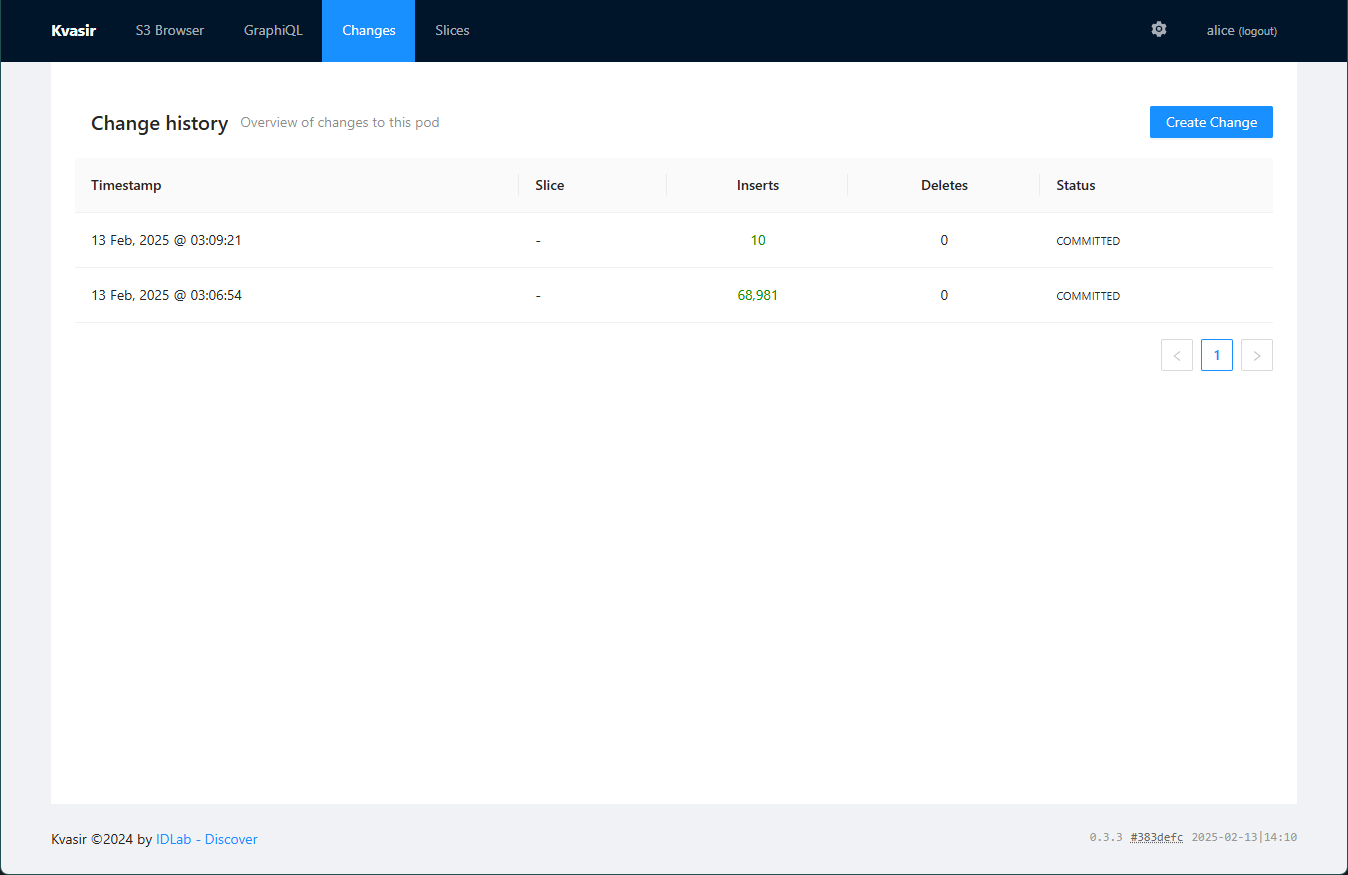 Kvasir S3 Browser GraphiQL Changes Slices alice (logout)
Change history Overview of changes to this pod Create Change
Timestamp Slice Inserts Deletes Status
13 Feb, 2025 @ 03:09:21 - 10 0 COMMITTED
13 Feb, 2025 @ 03:06:54 - 68,981 0 COMMITTED
< 1 >
Kvasir ©2024 by IDLab - Discover 0.3.3 #383defc 2025-02-13|14:10